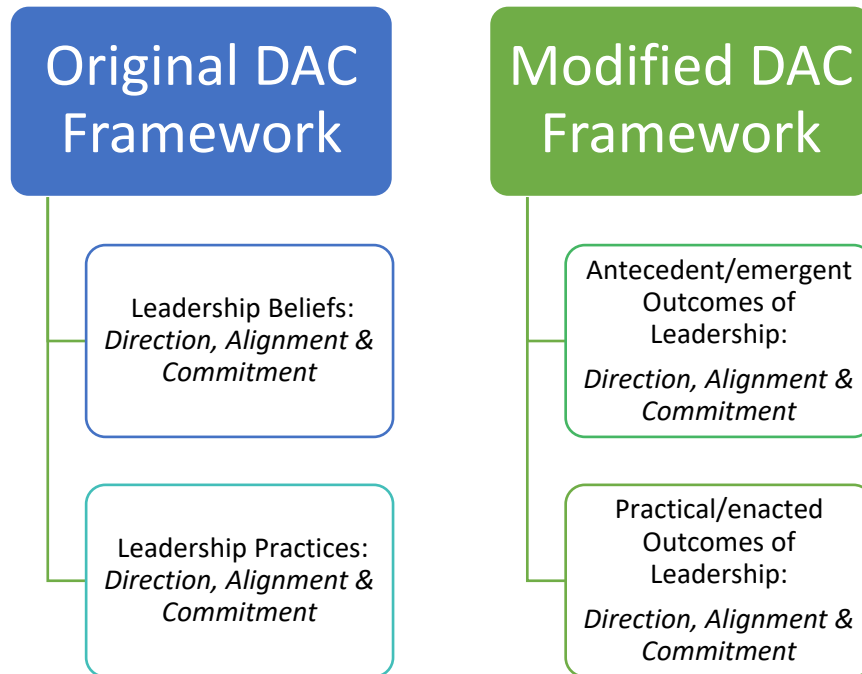 Original DAC
Framework
Leadership Beliefs:
Direction, Alignment &
Commitment
Leadership Practices:
Direction, Alignment &
Commitment
Modified DAC
Framework
Antecedent/emergent
Outcomes of
Leadership:
Direction, Alignment &
Commitment
Practical/enacted
Outcomes of
Leadership:
Direction, Alignment &
Commitment